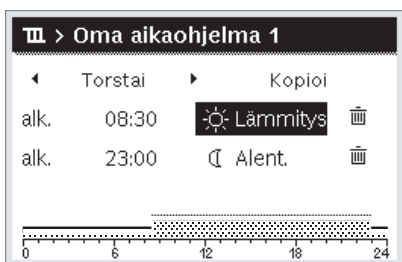 > Oma aikaohjelma 1
Torstai Kopioi
alk. 08:30 Lämmitys
alk. 23:00 Alent.
0 6 12 18 24